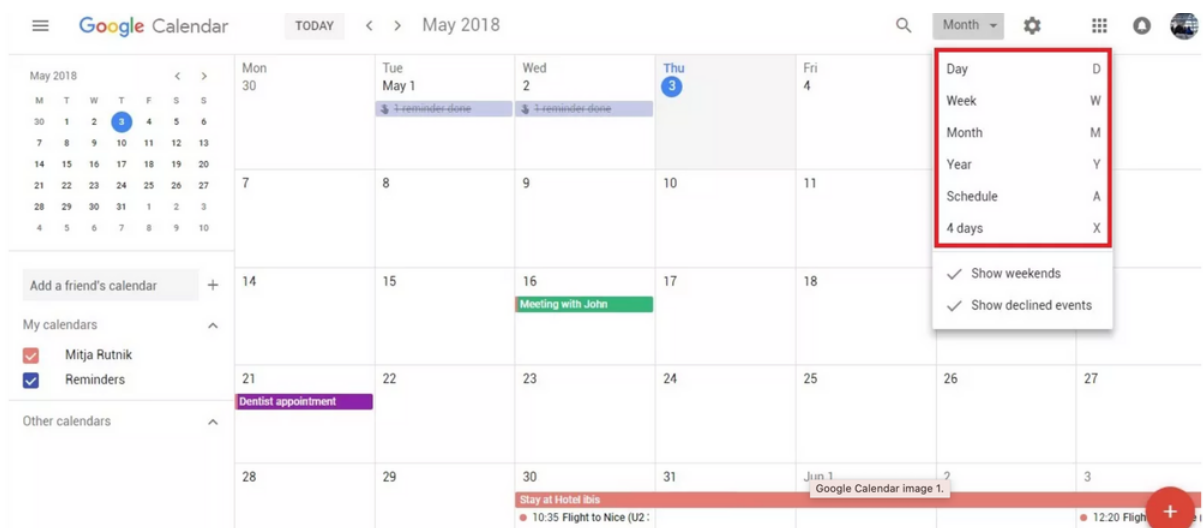 Google Calendar TODAY < > May 2018 Month
May 2018 < >
M T W T F S S
30 1 2 3 4 5 6
7 8 9 10 11 12 13
14 15 16 17 18 19 20
21 22 23 24 25 26 27
28 29 30 31 1 2 3
4 5 6 7 8 9 10
Add a friend's calendar +
My calendars
Mitja Rutnik
Reminders
Other calendars
Mon Tue Wed Thu Fri
30 May 1 2 3 4
1 reminder done 1 reminder done
7 8 9 10 11
14 15 16 17 18
Meeting with John
21 22 23 24 25 26 27
Dentist appointment
28 29 30 31 Jun 1 2 3
Stay at Hotel ibis
10:35 Flight to Nice (U2 12:20 Fligh
Google Calendar image 1.
Day D
Week W
Month M
Year Y
Schedule A
4 days X
Show weekends
Show declined events
+